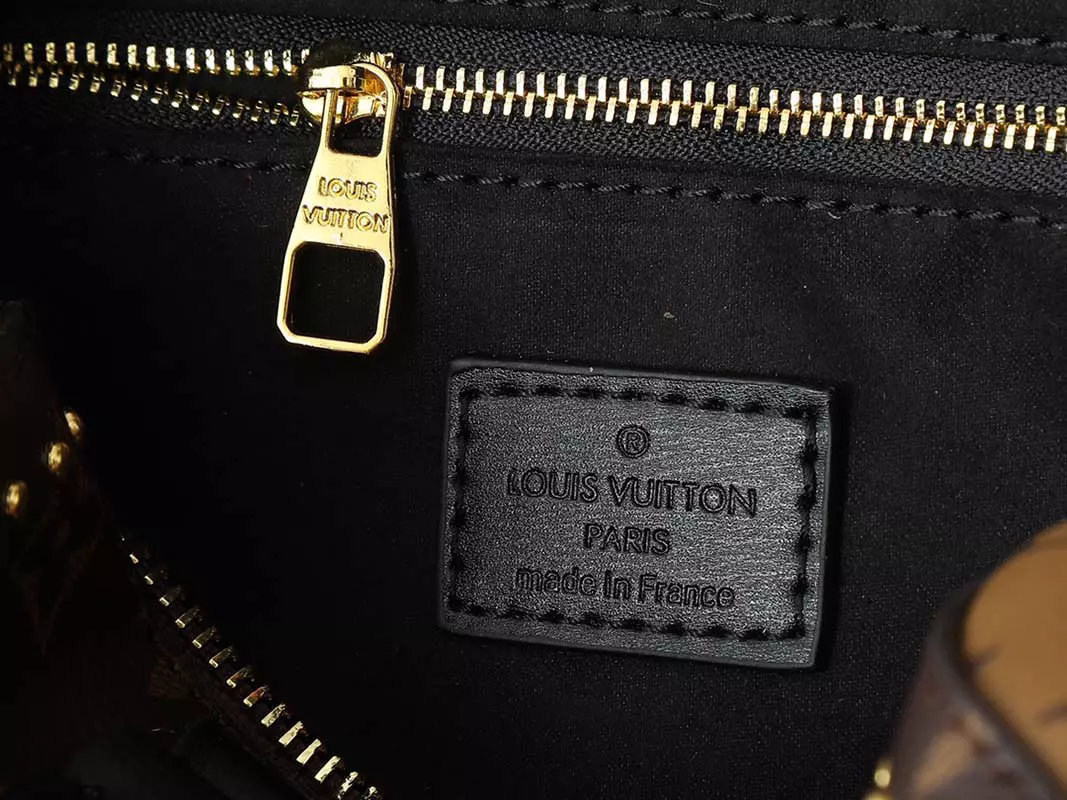 LOUIS
VUITTON
®
LOUIS VUITTON
PARIS
made in France